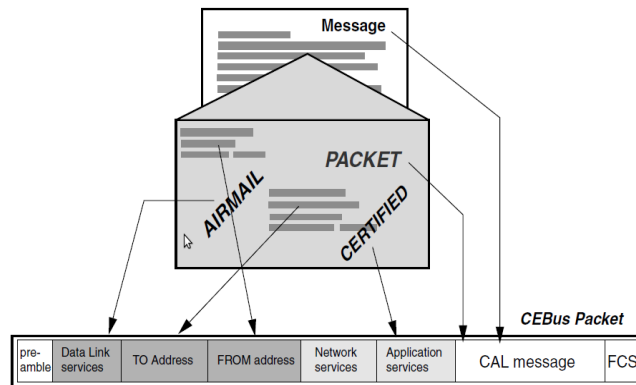 Message
PACKET
AIRMAIL
CERTIFIED
CEBus Packet
pre-
amble
Data Link
services
TO Address
FROM address
Network
services
Application
services
CAL message
FCS